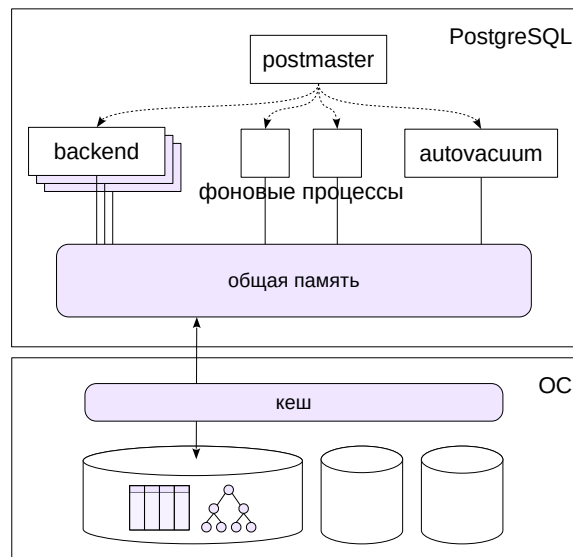 PostgreSQL
postmaster
backend
autovacuum
фоновые процессы
общая память
ОС
кеш